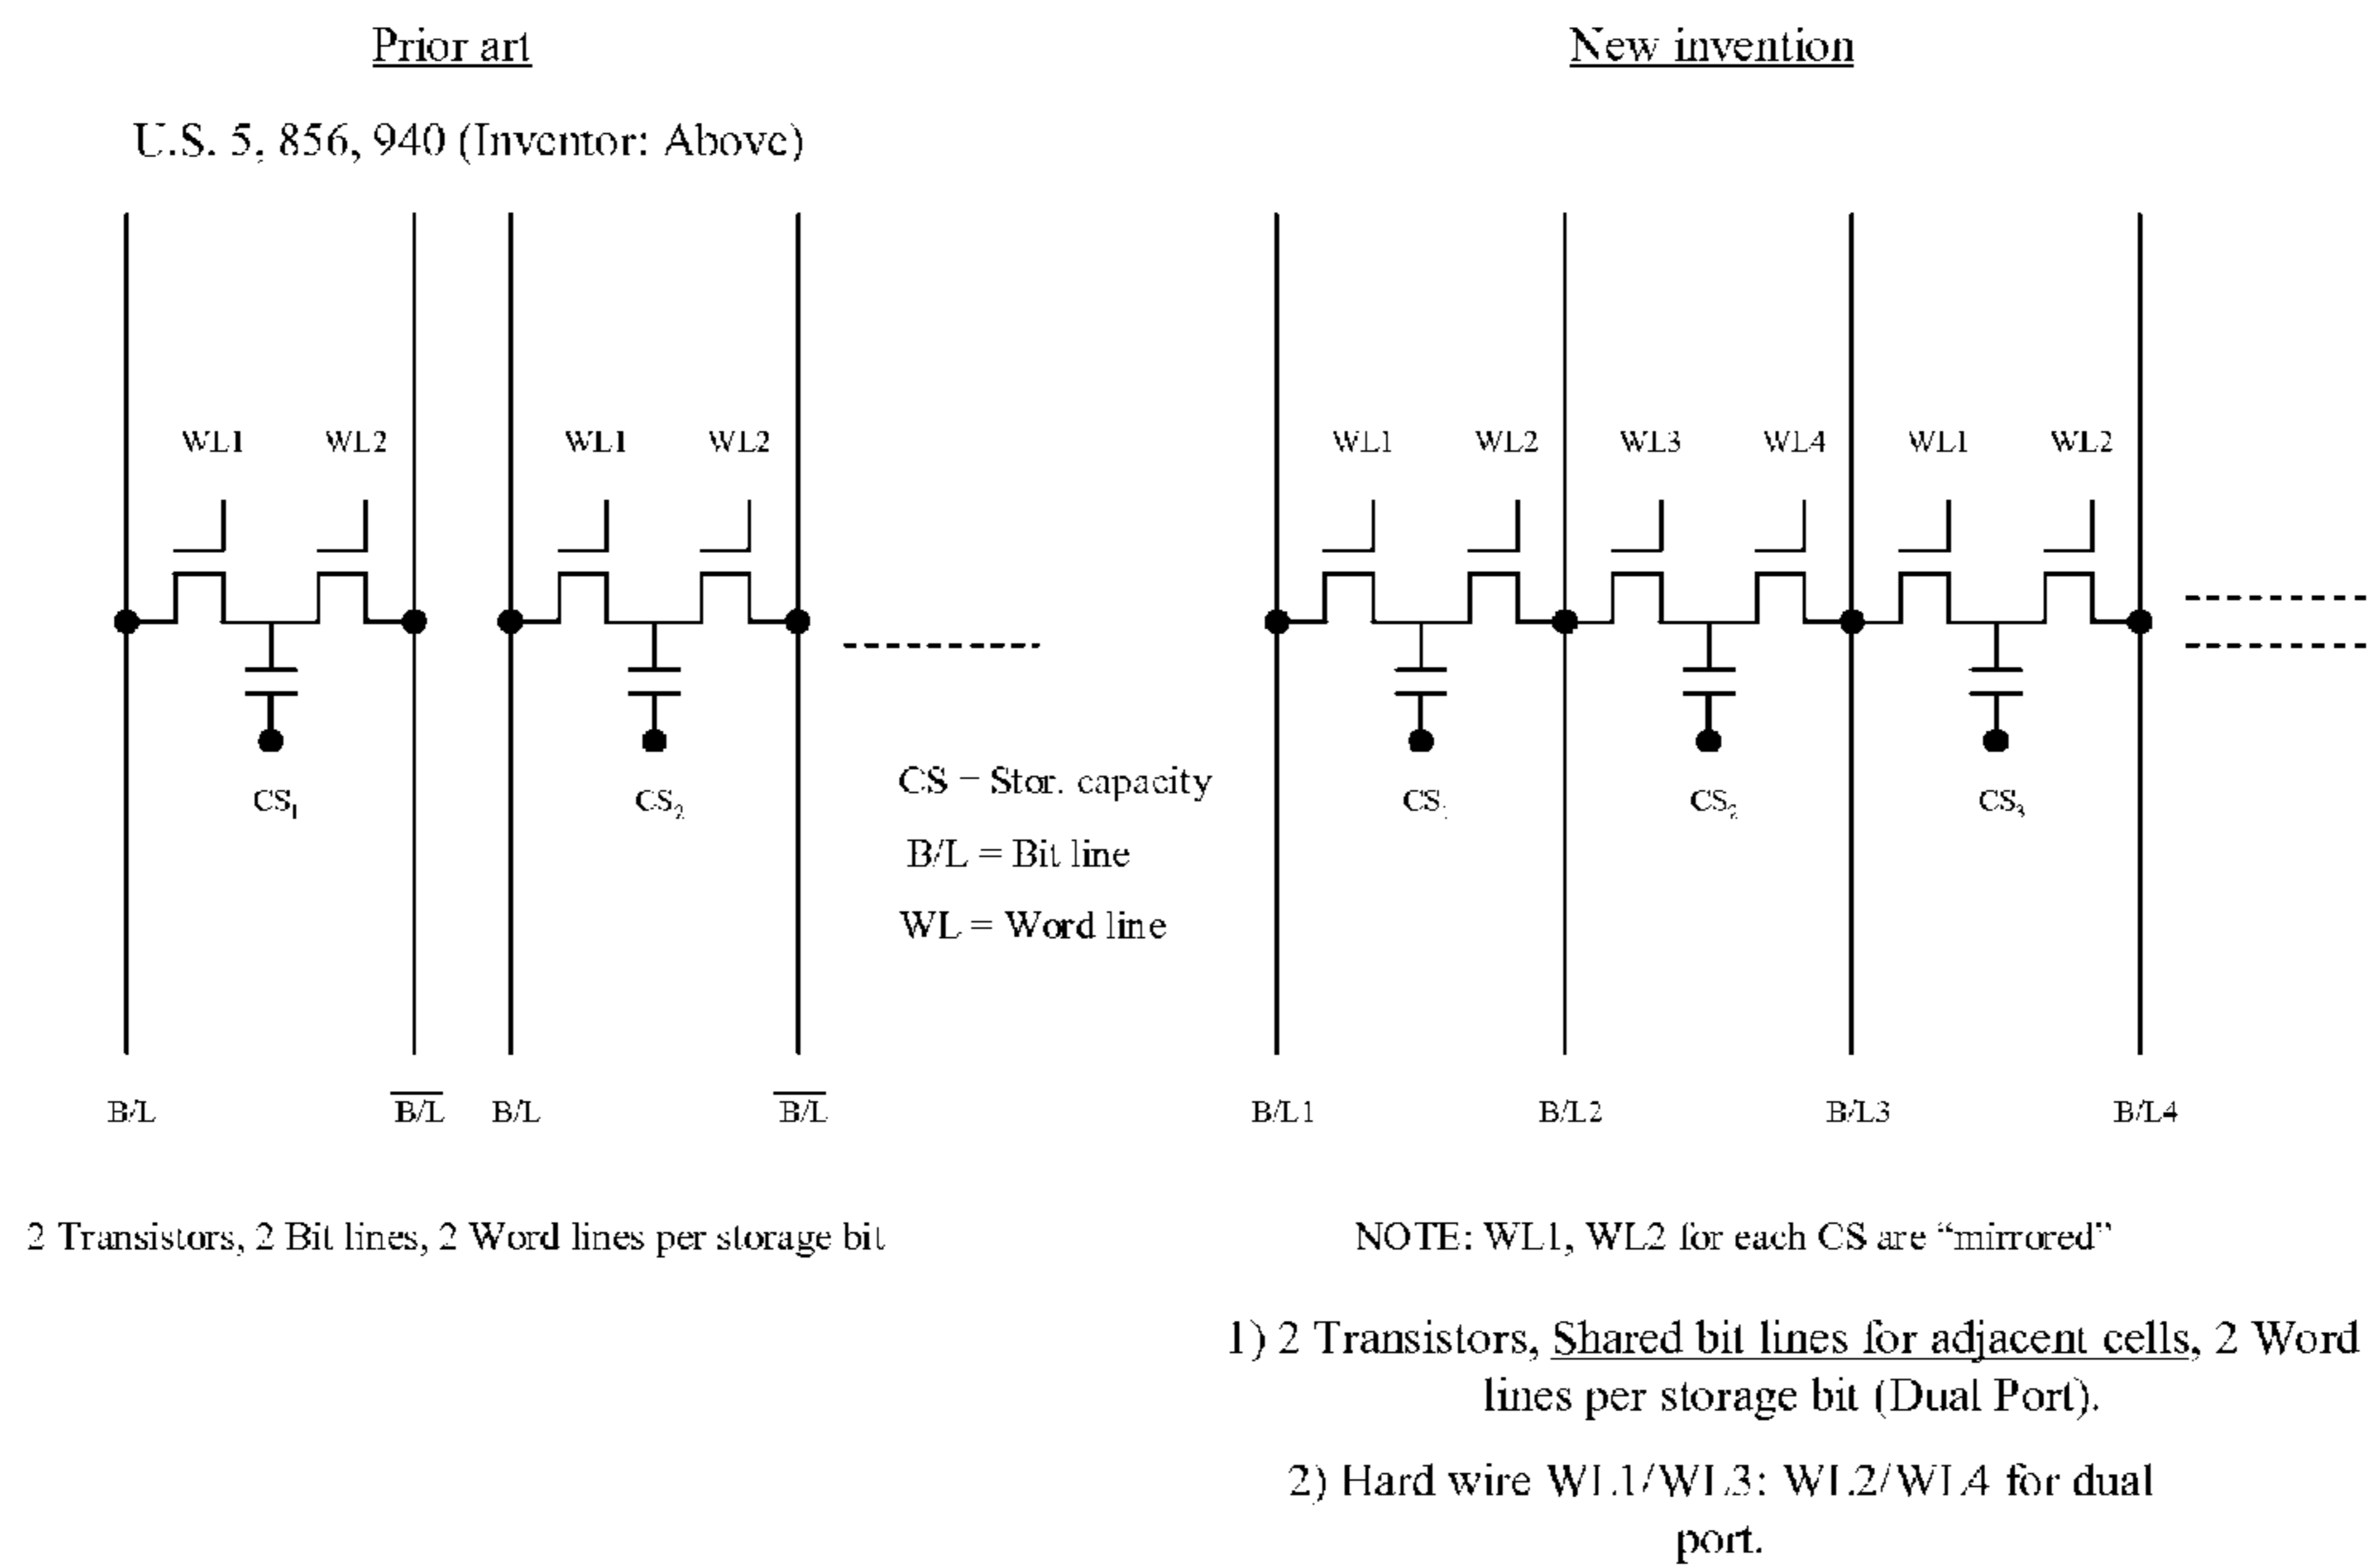 Prior art
U.S. 5, 856, 940 (Inventor: Above)
WL1 WL2 WL1 WL2
CS₁ CS₂
B/L B̅/̅L̅ B/L B̅/̅L̅
2 Transistors, 2 Bit lines, 2 Word lines per storage bit
CS = Stor. capacity
B/L = Bit line
WL = Word line
New invention
WL1 WL2 WL3 WL4 WL1 WL2
CS₁ CS₂ CS₃
B/L1 B/L2 B/L3 B/L4
NOTE: WL1, WL2 for each CS are “mirrored”
1) 2 Transistors, Shared bit lines for adjacent cells, 2 Word
lines per storage bit (Dual Port).
2) Hard wire WL1/WL3: WL2/WL4 for dual
port.